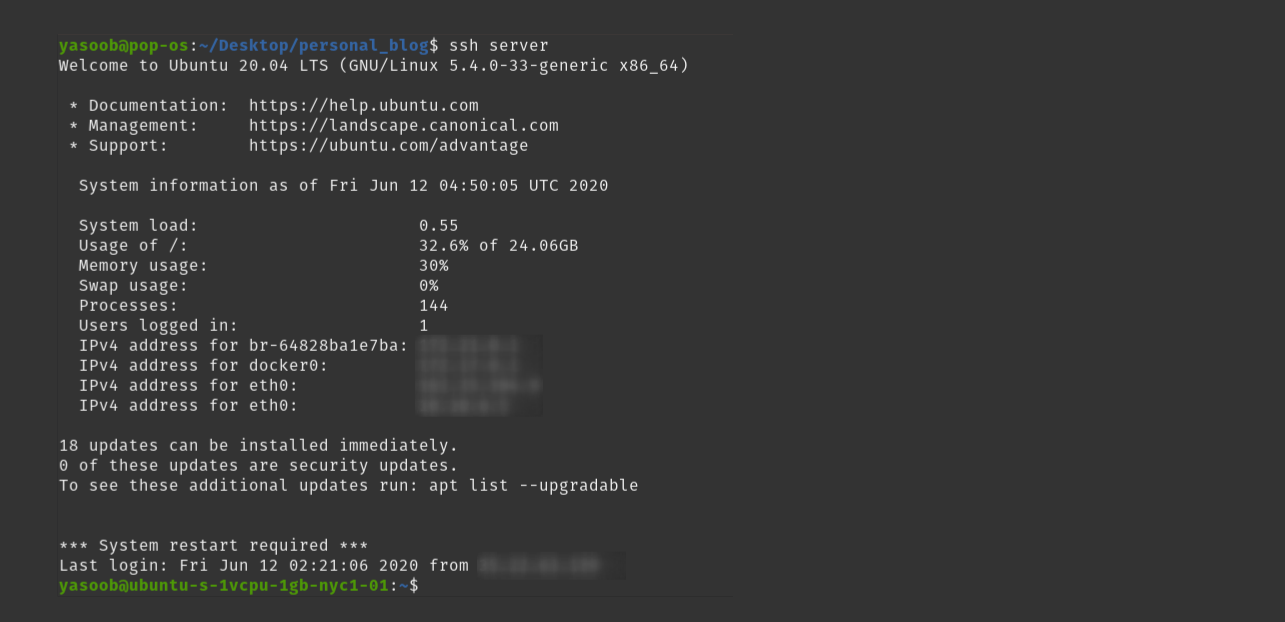 yasoob@pop-os:~/Desktop/personal_blog$ ssh server
Welcome to Ubuntu 20.04 LTS (GNU/Linux 5.4.0-33-generic x86_64)
* Documentation: https://help.ubuntu.com
* Management: https://landscape.canonical.com
* Support: https://ubuntu.com/advantage
System information as of Fri Jun 12 04:50:05 UTC 2020
System load: 0.55
Usage of /: 32.6% of 24.06GB
Memory usage: 30%
Swap usage: 0%
Processes: 144
Users logged in: 1
IPv4 address for br-64828ba1e7ba:
IPv4 address for docker0:
IPv4 address for eth0:
IPv4 address for eth0:
18 updates can be installed immediately.
0 of these updates are security updates.
To see these additional updates run: apt list --upgradable
*** System restart required ***
Last login: Fri Jun 12 02:21:06 2020 from
yasoob@ubuntu-s-1vcpu-1gb-nyc1-01:~$